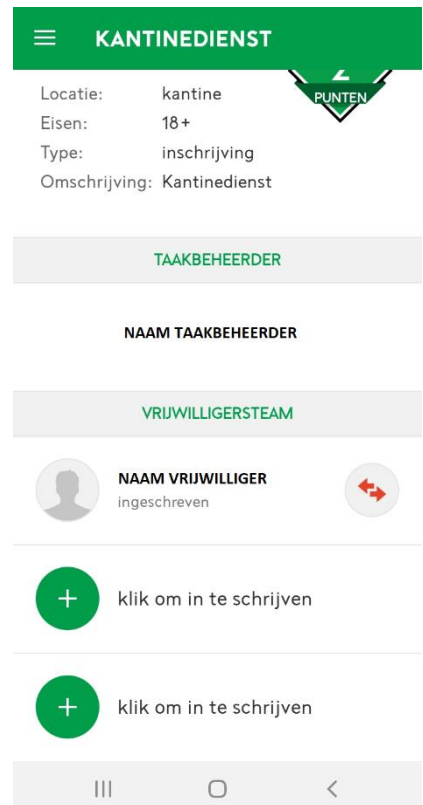 KANTINEDIENST
PUNTEN
Locatie: kantine
Eisen: 18+
Type: inschrijving
Omschrijving: Kantinedienst
TAAKBEHEERDER
NAAM TAAKBEHEERDER
VRIJWILLIGERSTEAM
NAAM VRIJWILLIGER
ingeschreven
klik om in te schrijven
klik om in te schrijven